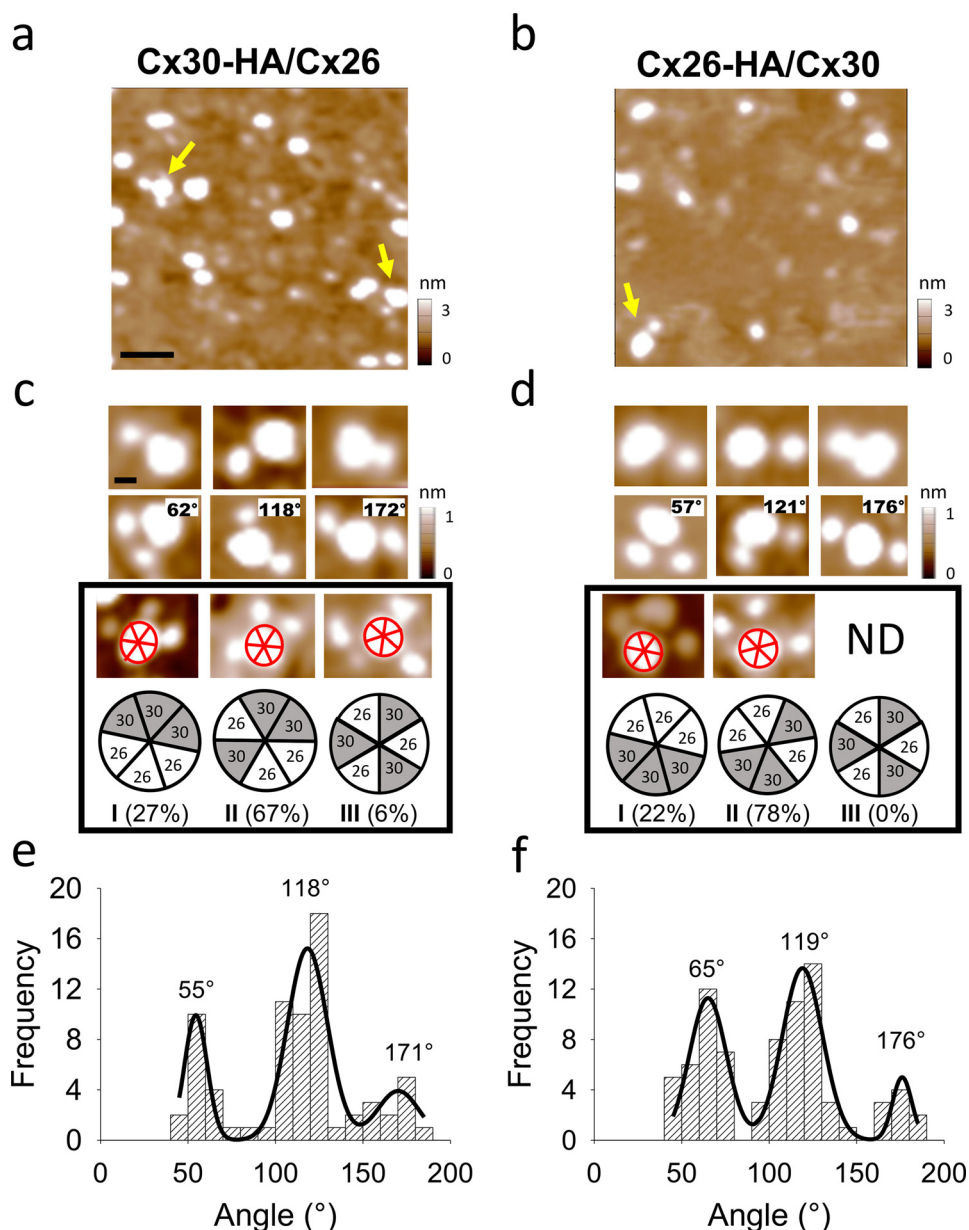 a
b
Cx30-HA/Cx26
Cx26-HA/Cx30
nm
3
0
nm
3
0
c
d
62°
118°
172°
nm
1
0
57°
121°
176°
nm
1
0
ND
30 30 30 26 26 26
26 30 30 26 26 30
26 30 26 30 26 30
26 26 26 30 30 30
26 30 26 30 30 26
26 30 26 30 26 30
I (27%) II (67%) III (6%)
I (22%) II (78%) III (0%)
e
f
20
16
12
8
4
0
Frequency
55°
118°
171°
0 50 100 150 200
Angle (°)
20
16
12
8
4
0
Frequency
65°
119°
176°
0 50 100 150 200
Angle (°)